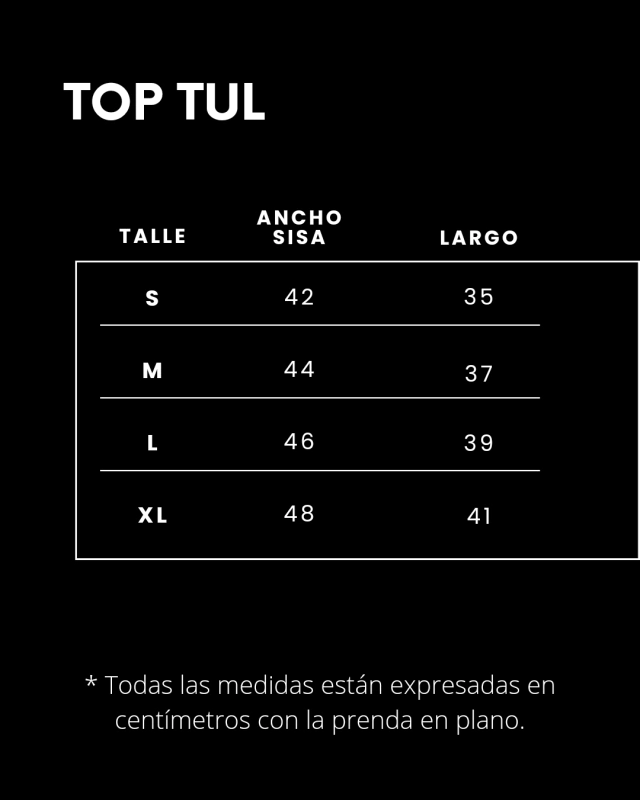 TOP TUL
TALLE ANCHO SISA LARGO
S 42 35
M 44 37
L 46 39
XL 48 41
* Todas las medidas están expresadas en
centímetros con la prenda en plano.